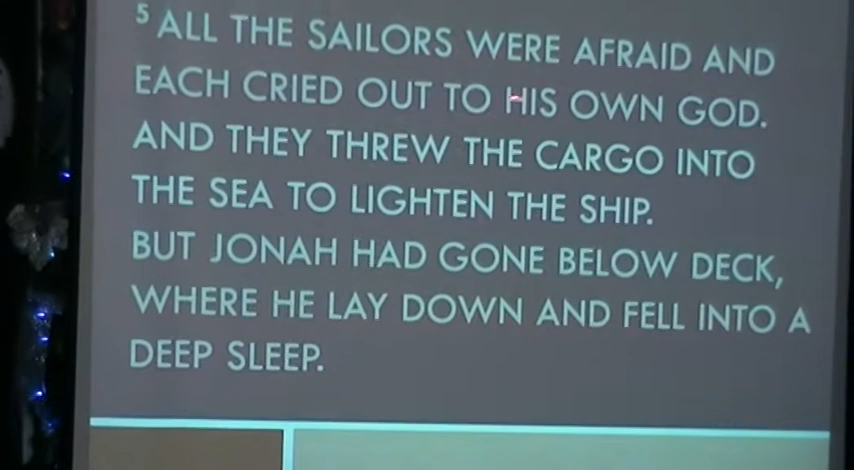 5 ALL THE SAILORS WERE AFRAID AND
EACH CRIED OUT TO HIS OWN GOD.
AND THEY THREW THE CARGO INTO
THE SEA TO LIGHTEN THE SHIP.
BUT JONAH HAD GONE BELOW DECK,
WHERE HE LAY DOWN AND FELL INTO A
DEEP SLEEP.